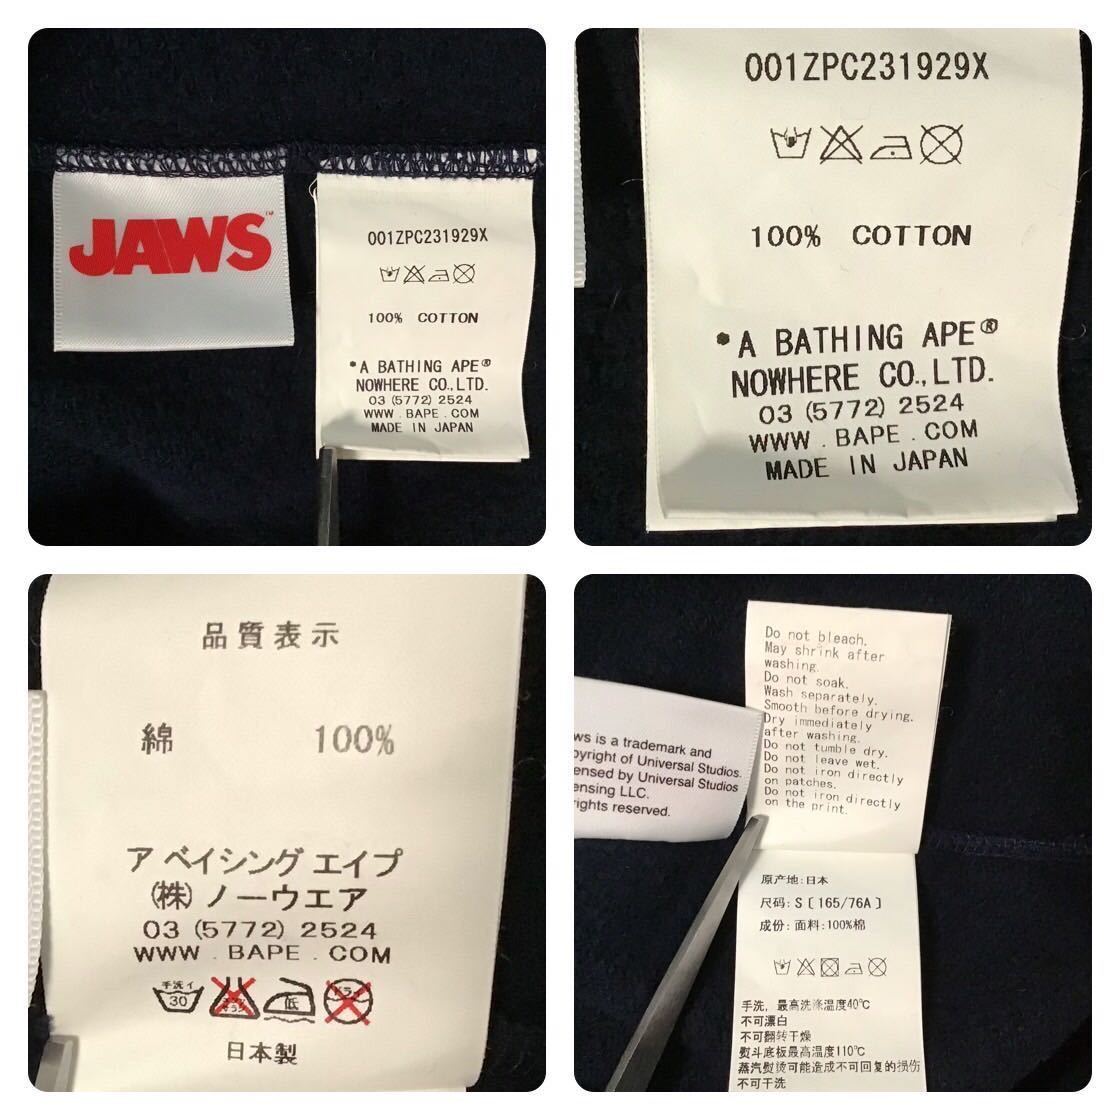 JAWS™
001ZPC231929X
100% COTTON
A BATHING APE®
NOWHERE CO.,LTD.
03 (5772) 2524
WWW . BAPE . COM
MADE IN JAPAN
001ZPC231929X
100% COTTON
A BATHING APE®
NOWHERE CO.,LTD.
03 (5772) 2524
WWW . BAPE . COM
MADE IN JAPAN
品質表示
綿 100%
ア ベイシング エイプ
(株) ノーウエア
03 (5772) 2524
WWW . BAPE . COM
手洗イ
30
低
日本製
ws is a trademark and
pyright of Universal Studios.
ensed by Universal Studios
ensing LLC.
rights reserved.
Do not bleach.
May shrink after
washing.
Do not soak.
Wash separately.
Smooth before drying.
Dry immediately
after washing.
Do not tumble dry.
Do not leave wet.
Do not iron directly
on patches.
Do not iron directly
on the print.
原产地:日本
尺码: S [165/76A]
成份: 面料:100%棉
手洗, 最高洗涤温度40℃
不可漂白
不可翻转干燥
熨斗底板最高温度110℃
蒸汽熨烫可能造成不可回复的损伤
不可干洗